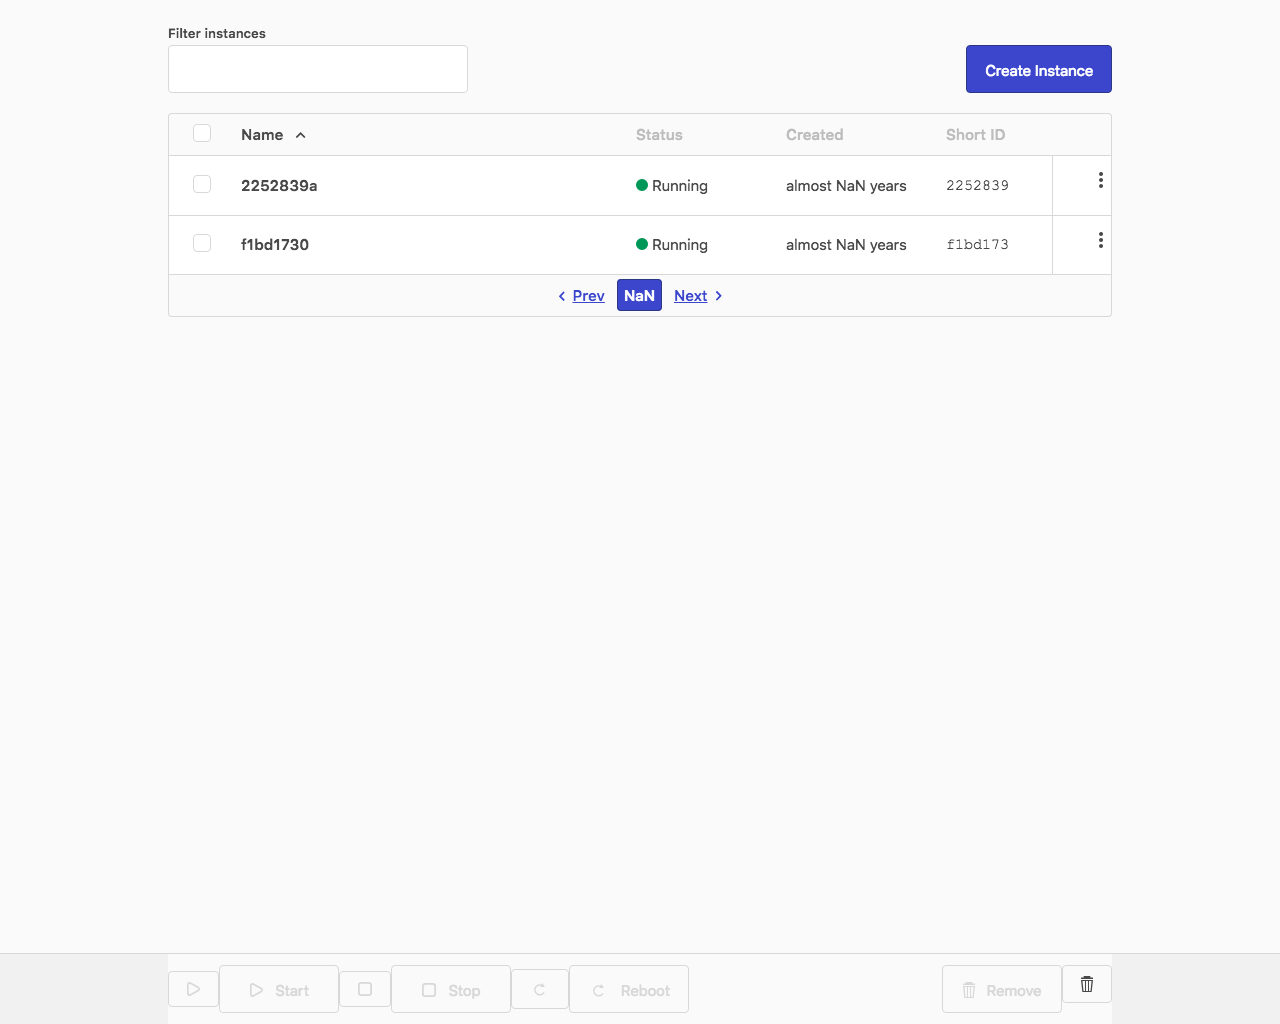 Filter instances
Create Instance
Name Status Created Short ID
2252839a Running almost NaN years 2252839
f1bd1730 Running almost NaN years f1bd173
Prev NaN Next
Start Stop Reboot Remove